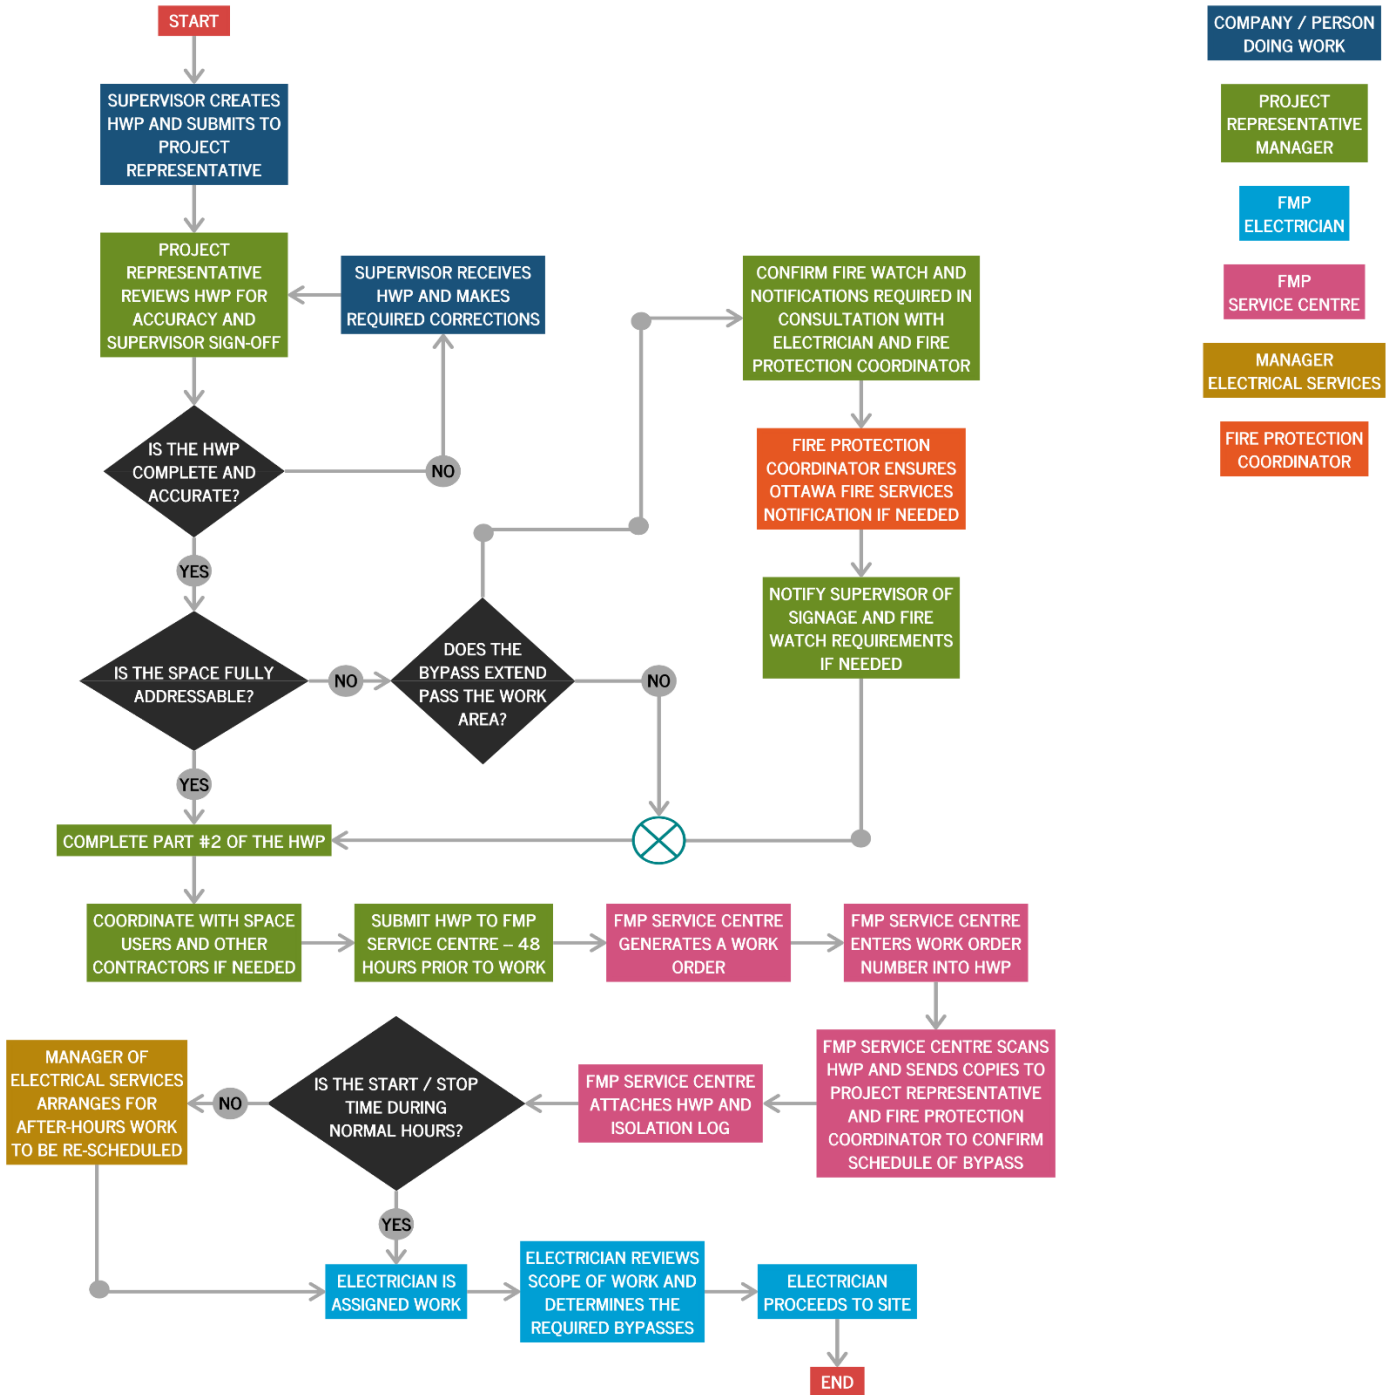 START
SUPERVISOR CREATES
HWP AND SUBMITS TO
PROJECT
REPRESENTATIVE
PROJECT
REPRESENTATIVE
REVIEWS HWP FOR
ACCURACY AND
SUPERVISOR SIGN-OFF
SUPERVISOR RECEIVES
HWP AND MAKES
REQUIRED CORRECTIONS
IS THE HWP
COMPLETE AND
ACCURATE?
NO
YES
IS THE SPACE FULLY
ADDRESSABLE?
NO
DOES THE
BYPASS EXTEND
PASS THE WORK
AREA?
NO
CONFIRM FIRE WATCH AND
NOTIFICATIONS REQUIRED IN
CONSULTATION WITH
ELECTRICIAN AND FIRE
PROTECTION COORDINATOR
FIRE PROTECTION
COORDINATOR ENSURES
OTTAWA FIRE SERVICES
NOTIFICATION IF NEEDED
NOTIFY SUPERVISOR OF
SIGNAGE AND FIRE
WATCH REQUIREMENTS
IF NEEDED
YES
COMPLETE PART #2 OF THE HWP
COORDINATE WITH SPACE
USERS AND OTHER
CONTRACTORS IF NEEDED
SUBMIT HWP TO FMP
SERVICE CENTRE – 48
HOURS PRIOR TO WORK
FMP SERVICE CENTRE
GENERATES A WORK
ORDER
FMP SERVICE CENTRE
ENTERS WORK ORDER
NUMBER INTO HWP
FMP SERVICE CENTRE SCANS
HWP AND SENDS COPIES TO
PROJECT REPRESENTATIVE
AND FIRE PROTECTION
COORDINATOR TO CONFIRM
SCHEDULE OF BYPASS
FMP SERVICE CENTRE
ATTACHES HWP AND
ISOLATION LOG
IS THE START / STOP
TIME DURING
NORMAL HOURS?
NO
MANAGER OF
ELECTRICAL SERVICES
ARRANGES FOR
AFTER-HOURS WORK
TO BE RE-SCHEDULED
YES
ELECTRICIAN IS
ASSIGNED WORK
ELECTRICIAN REVIEWS
SCOPE OF WORK AND
DETERMINES THE
REQUIRED BYPASSES
ELECTRICIAN
PROCEEDS TO SITE
END
COMPANY / PERSON
DOING WORK
PROJECT
REPRESENTATIVE
MANAGER
FMP
ELECTRICIAN
FMP
SERVICE CENTRE
MANAGER
ELECTRICAL SERVICES
FIRE PROTECTION
COORDINATOR